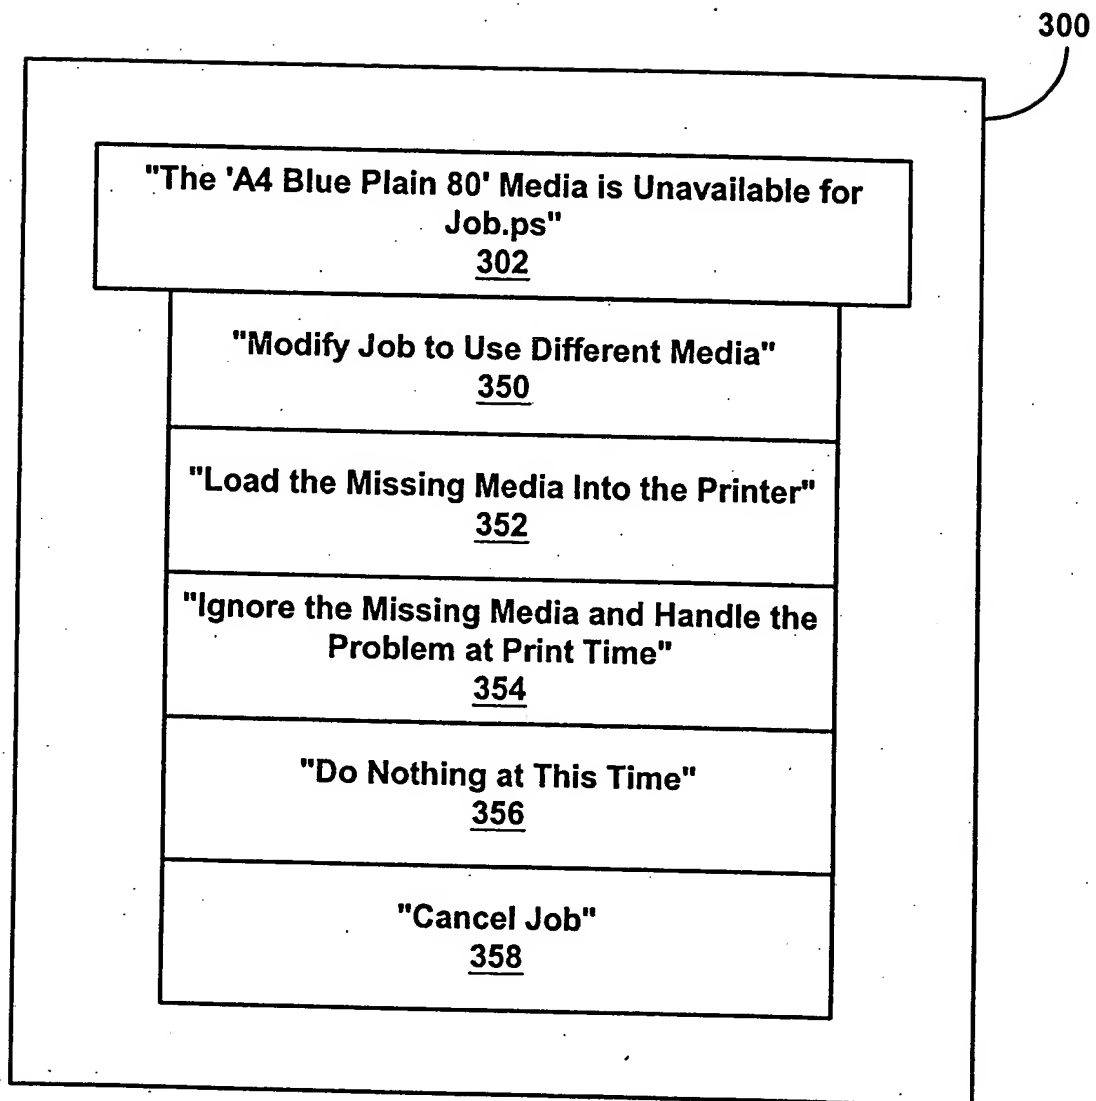 300
"The 'A4 Blue Plain 80' Media is Unavailable for
Job.ps"
302
"Modify Job to Use Different Media"
350
"Load the Missing Media Into the Printer"
352
"Ignore the Missing Media and Handle the
Problem at Print Time"
354
"Do Nothing at This Time"
356
"Cancel Job"
358